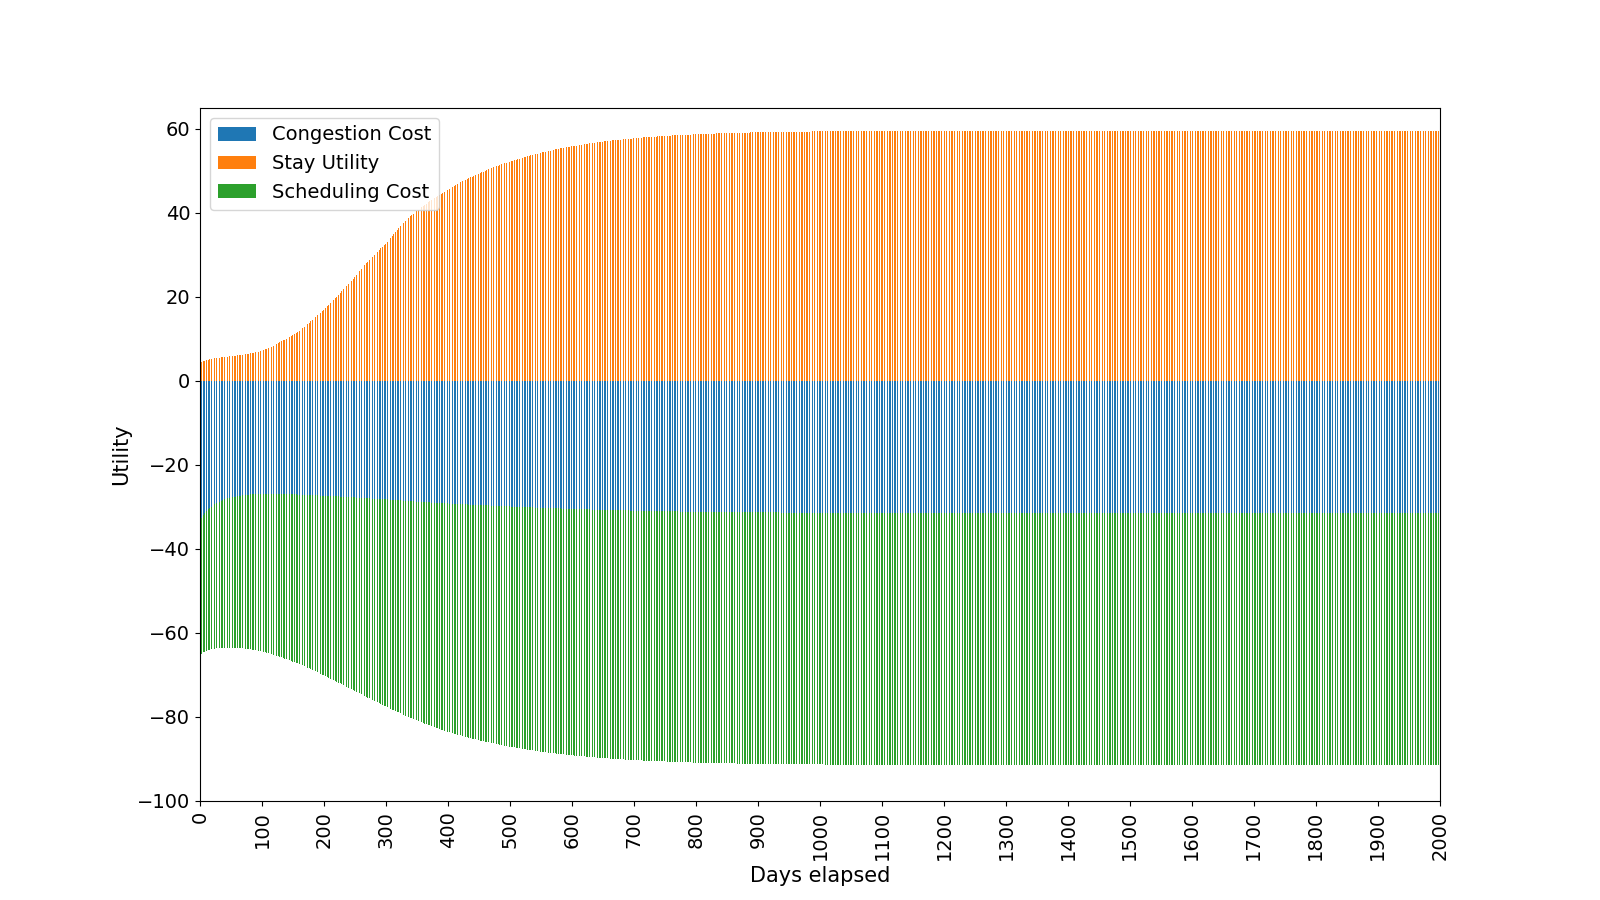 Congestion Cost
Stay Utility
Scheduling Cost
60
40
20
0
−20
−40
−60
−80
−100
Utility
0 100 200 300 400 500 600 700 800 900 1000 1100 1200 1300 1400 1500 1600 1700 1800 1900 2000
Days elapsed